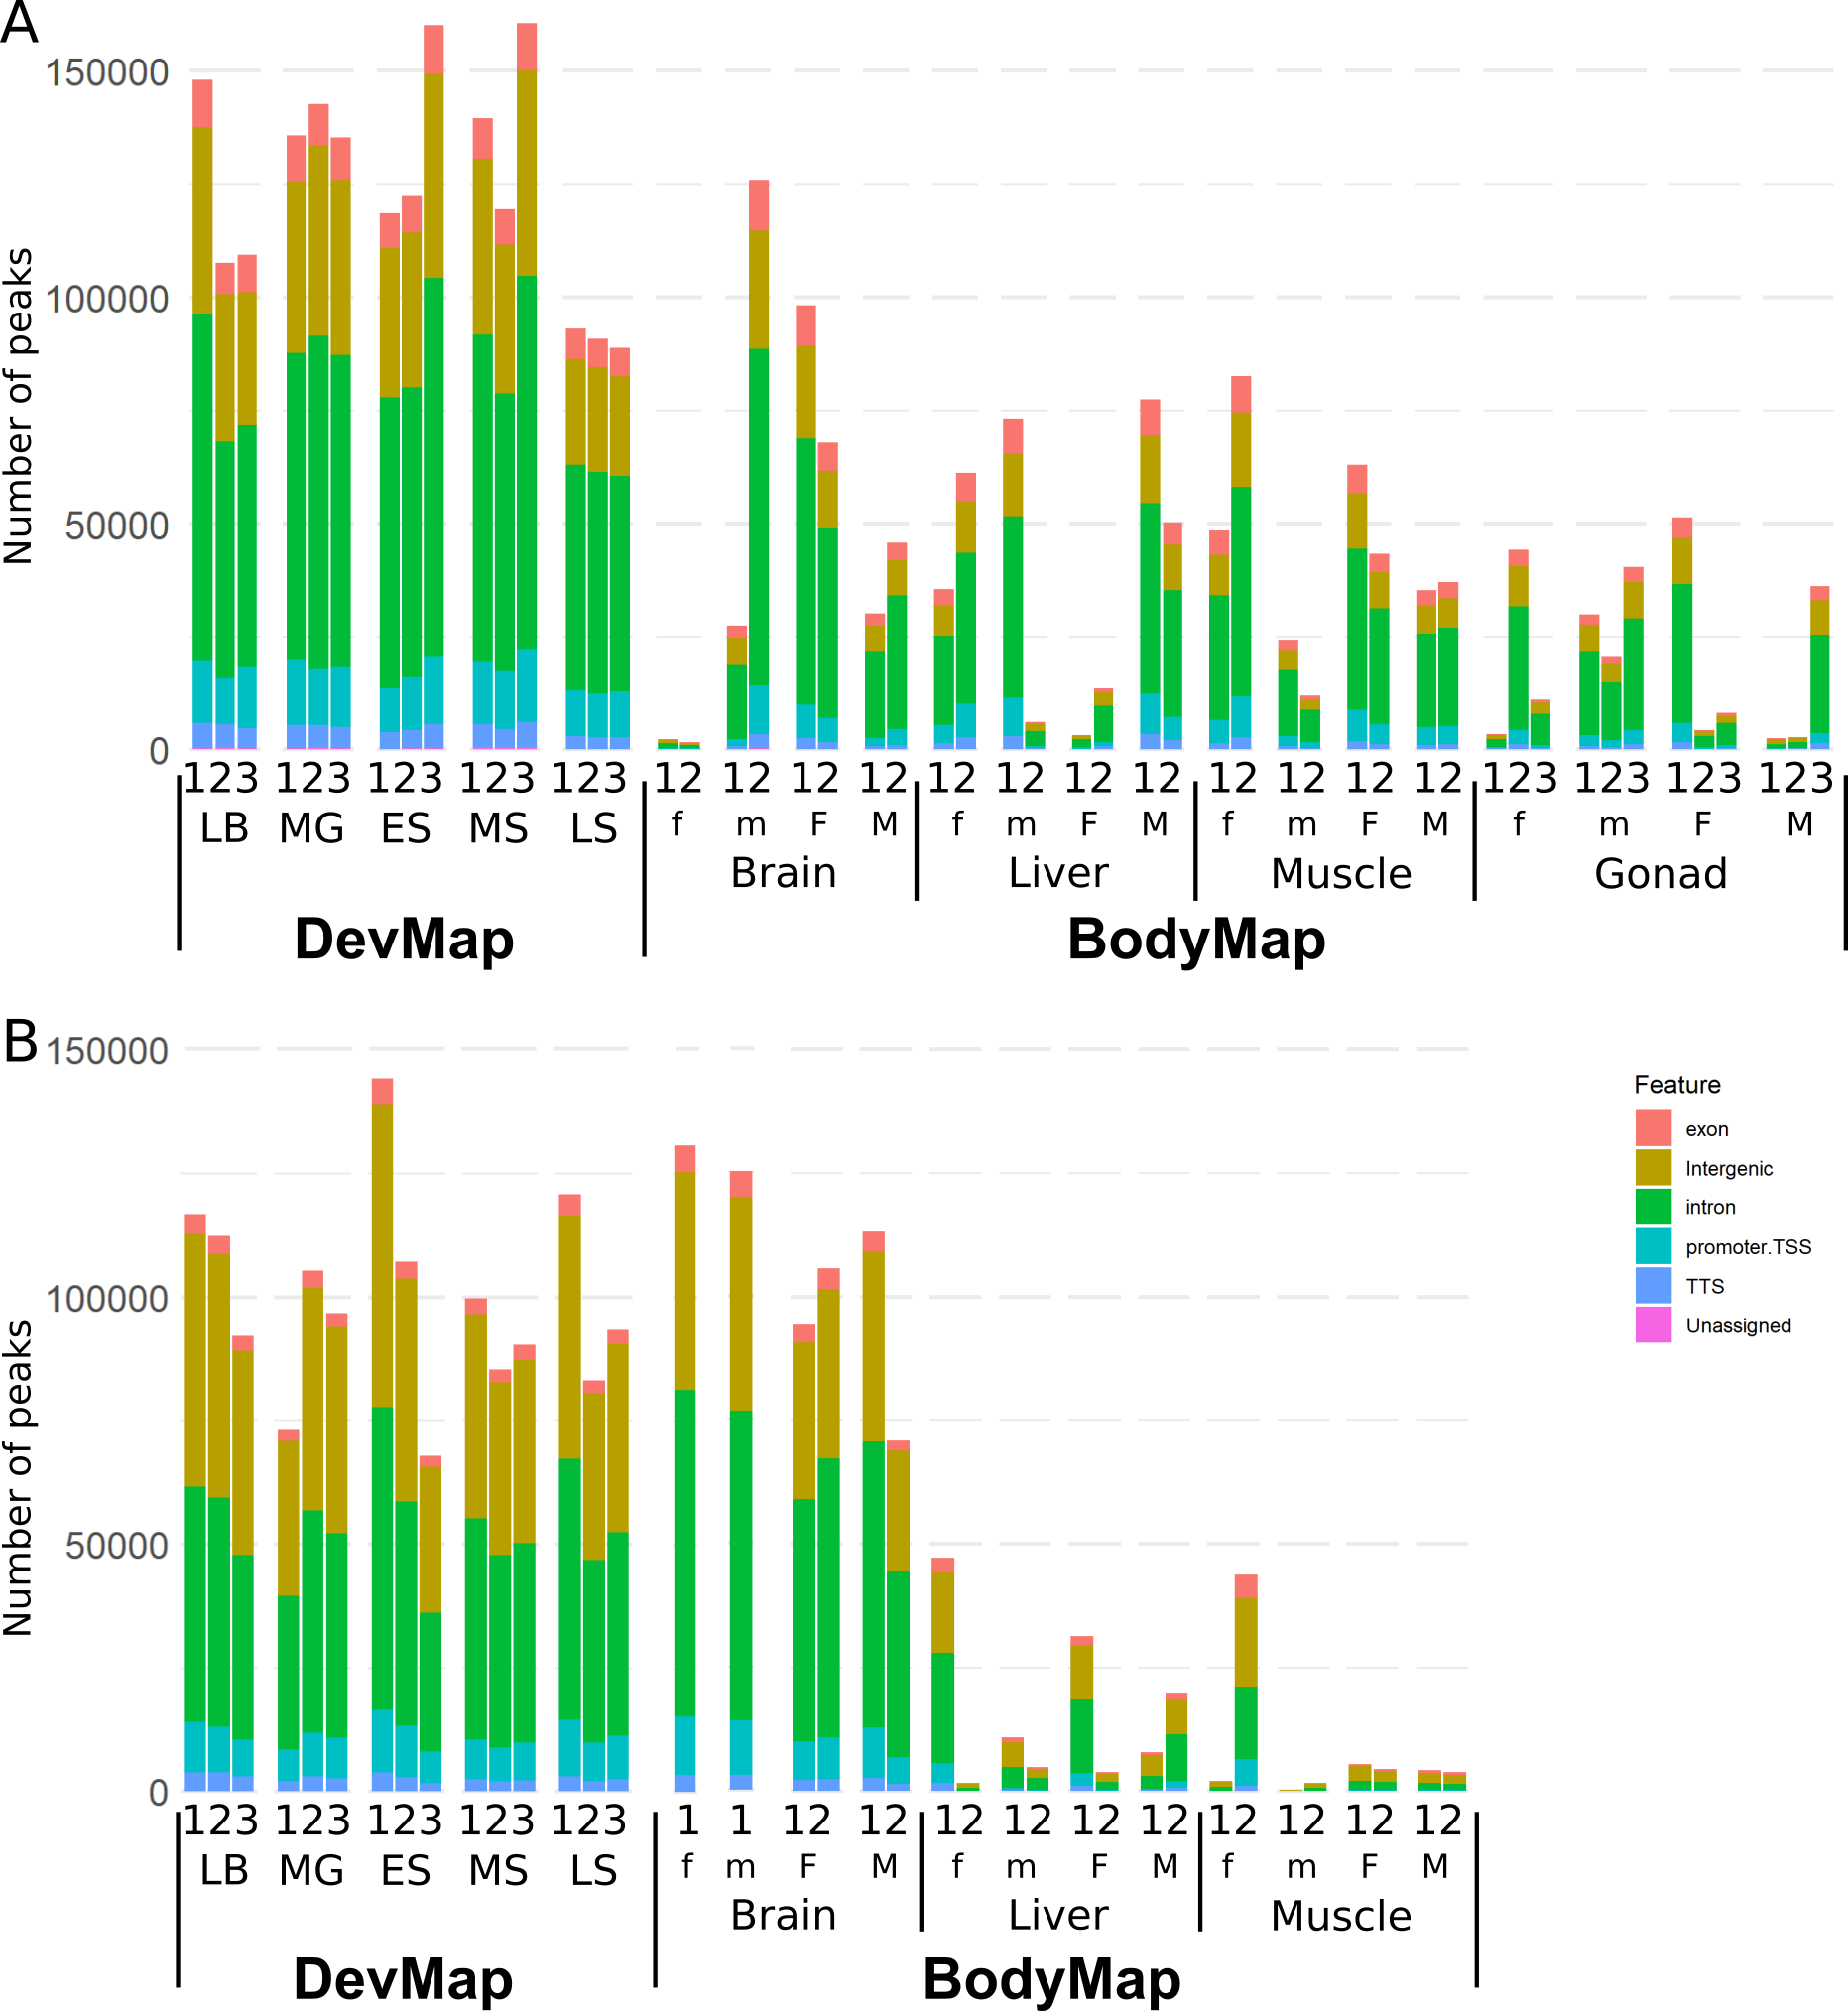 A
150000
100000
50000
0
Number of peaks
123 123 123 123 123 12 12 12 12 12 12 12 12 12 12 12 12 123 123 123 123
LB MG ES MS LS f m F M f m F M f m F M f m F M
Brain Liver Muscle Gonad
DevMap BodyMap
B
150000
100000
50000
0
Number of peaks
Feature
exon
Intergenic
intron
promoter.TSS
TTS
Unassigned
123 123 123 123 123 1 1 12 12 12 12 12 12 12 12 12 12
LB MG ES MS LS f m F M f m F M f m F M
Brain Liver Muscle
DevMap BodyMap